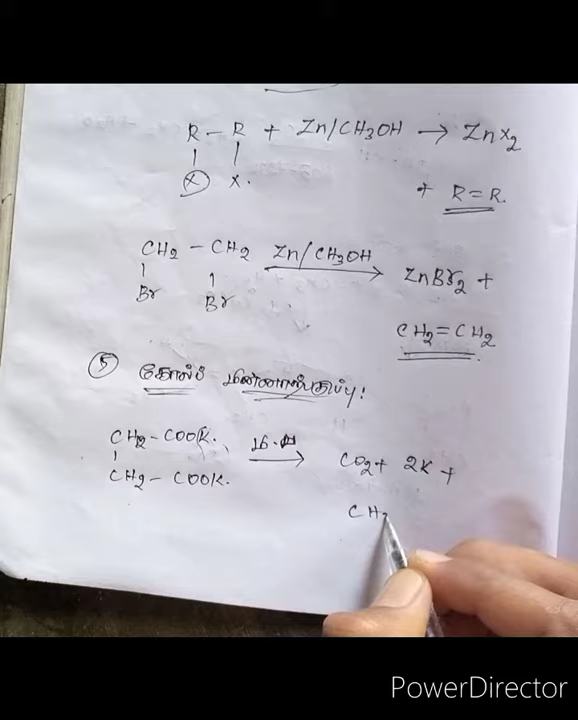 R - R + Zn/CH3OH → ZnX2
X X.
+ R = R.
CH2 - CH2 Zn/CH3OH → ZnBr2 +
Br Br
CH2 = CH2
⑤ கோல்ப் மின்னாற்பகுப்பு!
CH2 - COOK. மி.ப → CO2 + 2K +
CH2 - COOK.
CH2
PowerDirector